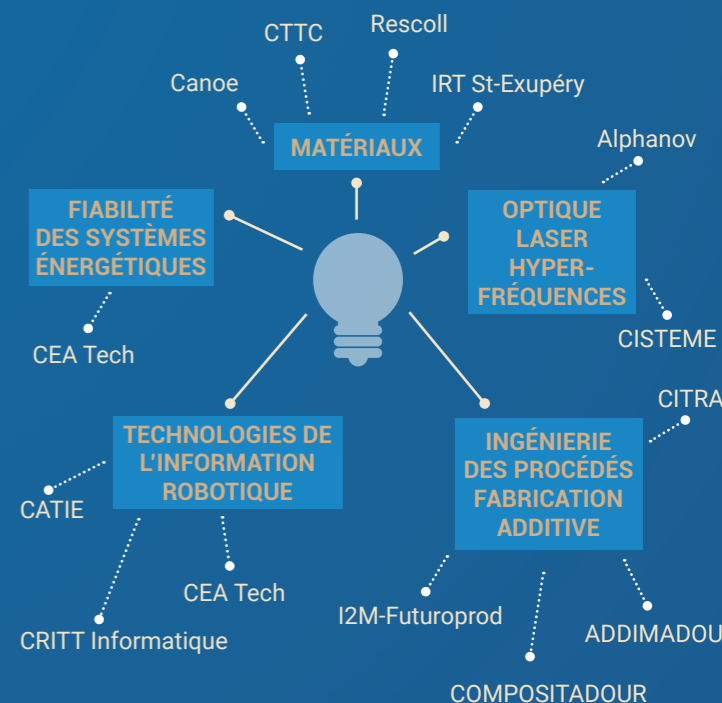 Rescoll
CTTC
Canoe
IRT St-Exupéry
MATÉRIAUX
Alphanov
FIABILITÉ
DES SYSTÈMES
ÉNERGÉTIQUES
OPTIQUE
LASER
HYPER-
FRÉQUENCES
CEA Tech
CISTEME
CITRA
TECHNOLOGIES DE
L'INFORMATION
ROBOTIQUE
INGÉNIERIE
DES PROCÉDÉS
FABRICATION
ADDITIVE
CATIE
CEA Tech
CRITT Informatique
I2M-Futuroprod
ADDIMADOU
COMPOSITADOUR